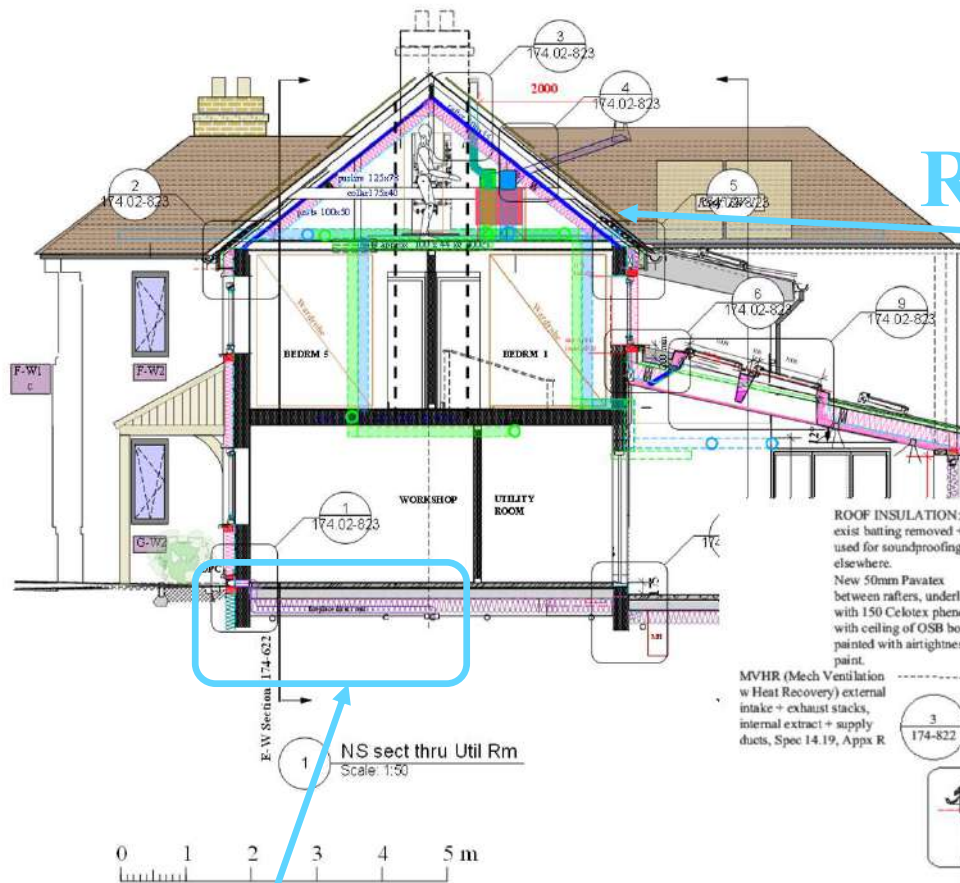 3
174.02-823
4
174.02-823
2000
R
2
174.02-823
5
purlins 125x75
collar175x40
posts 100x50
6
174.02-823
9
174.02-823
Wardrobe
Wardrobe
BEDRM 5
BEDRM 1
F-W1
c
F-W2
12°
WORKSHOP
UTILITY
ROOM
1
174.02-823
G-W2
ROOF INSULATION:
exist batting removed +
used for soundproofing
elsewhere.
New 50mm Pavatex
between rafters, underl
with 150 Celotex pheno
with ceiling of OSB bo
painted with airtightnes
paint.
MVHR (Mech Ventilation
w Heat Recovery) external
intake + exhaust stacks,
internal extract + supply
ducts, Spec 14.19, Appx R
3
174-822
E-W Section 174-622
1
NS sect thru Util Rm
Scale: 1:50
0 1 2 3 4 5 m